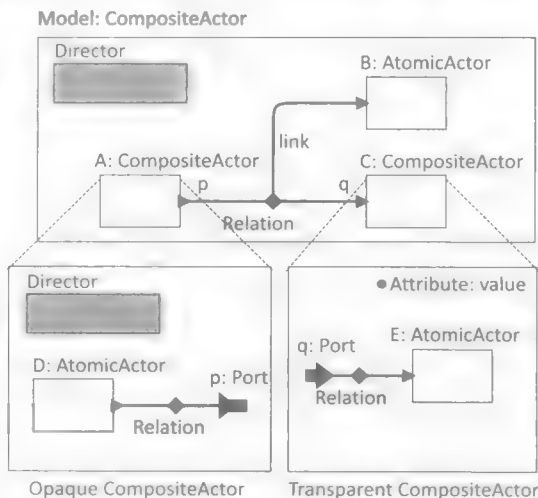 Model: CompositeActor
Director
B: AtomicActor
link
A: CompositeActor
C: CompositeActor
p
q
Relation
Director
Attribute: value
D: AtomicActor
p: Port
Relation
q: Port
E: AtomicActor
Relation
Opaque CompositeActor
Transparent CompositeActor